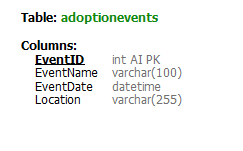 Table: adoptionevents
Columns:
EventID int AI PK
EventName varchar(100)
EventDate datetime
Location varchar(255)